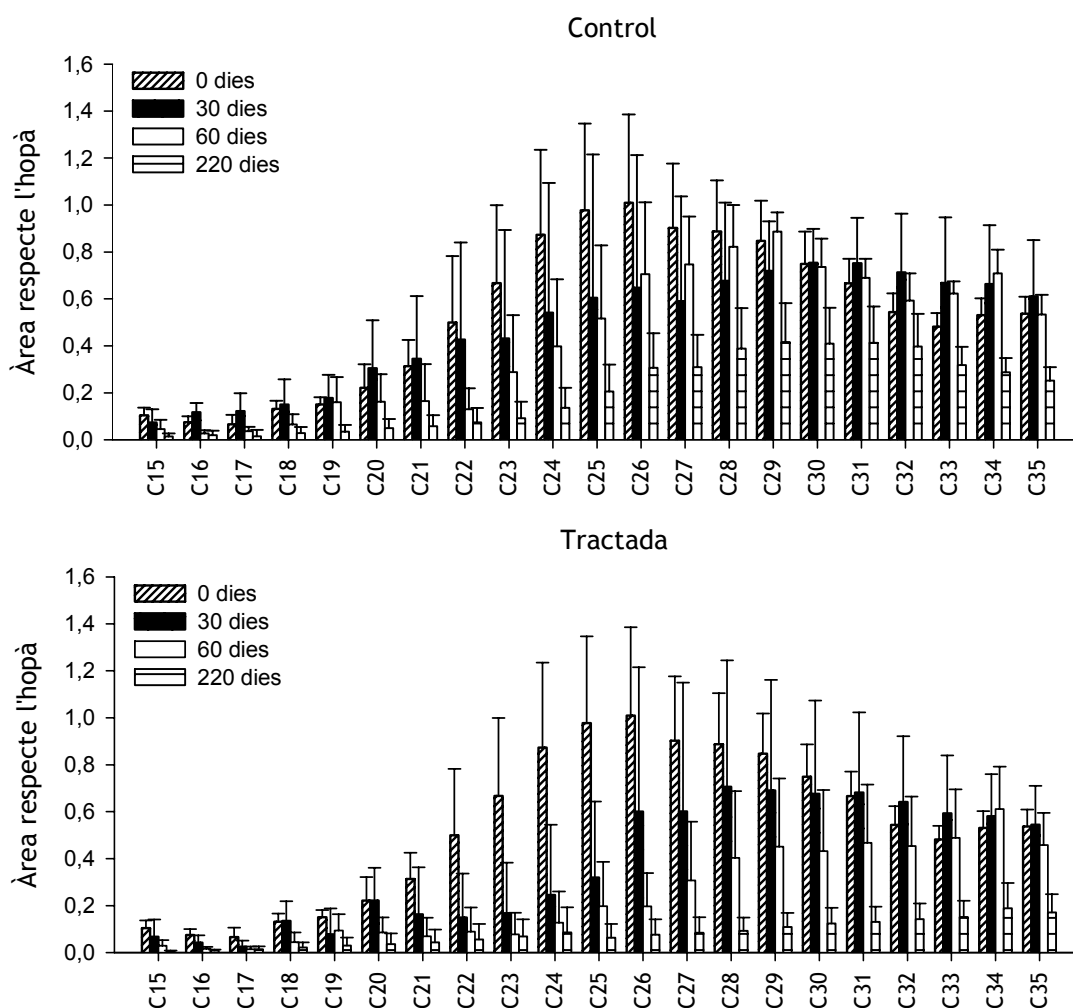 Control
Àrea respecte l'hopà
1,6
1,4
1,2
1,0
0,8
0,6
0,4
0,2
0,0
0 dies
30 dies
60 dies
220 dies
C15 C16 C17 C18 C19 C20 C21 C22 C23 C24 C25 C26 C27 C28 C29 C30 C31 C32 C33 C34 C35
Tractada
Àrea respecte l'hopà
1,6
1,4
1,2
1,0
0,8
0,6
0,4
0,2
0,0
0 dies
30 dies
60 dies
220 dies
C15 C16 C17 C18 C19 C20 C21 C22 C23 C24 C25 C26 C27 C28 C29 C30 C31 C32 C33 C34 C35